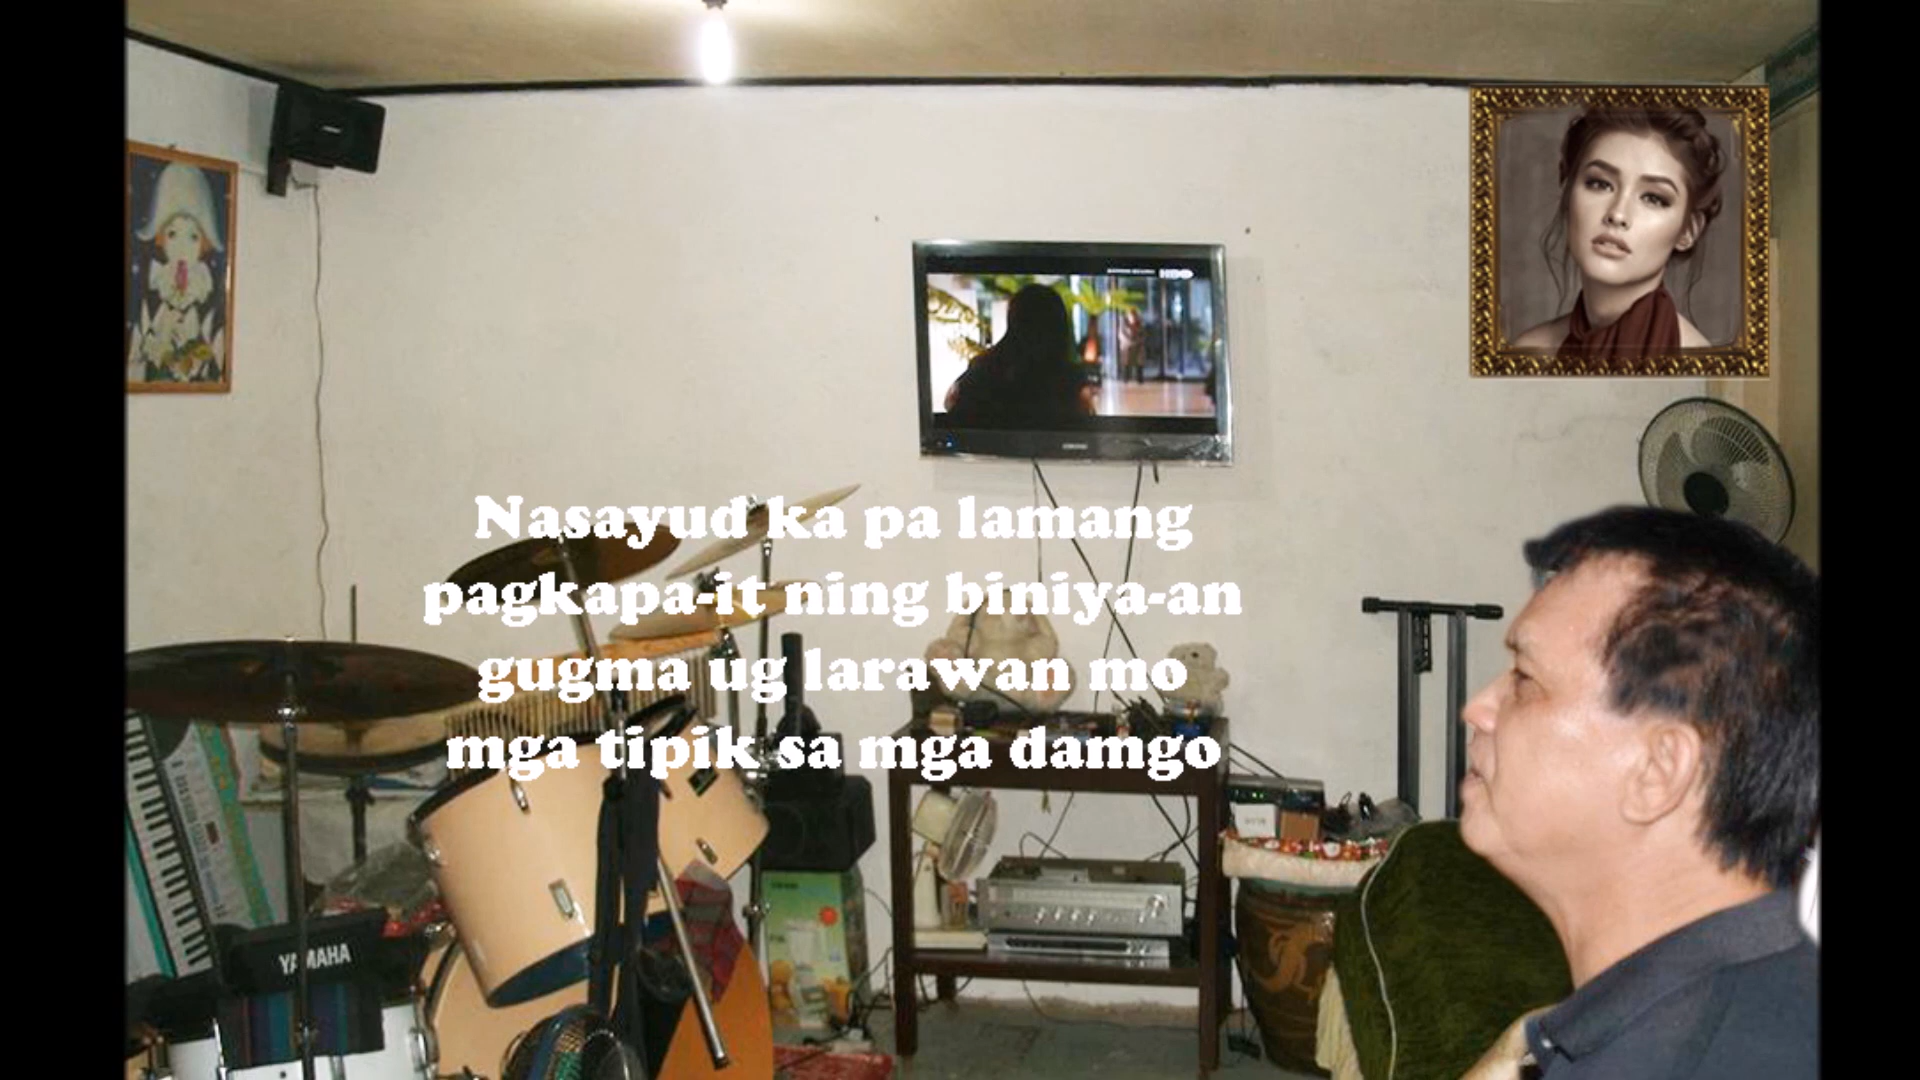 HBO
Nasayud ka pa lamang
pagkapa-it ning biniya-an
gugma ug larawan mo
mga tipik sa mga damgo
YAMAHA